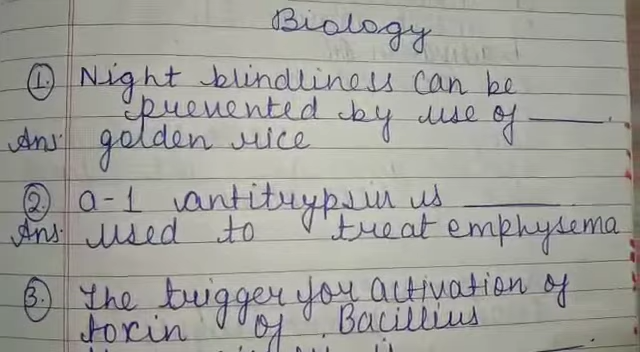 Biology
① Night blindliness can be
prevented by use of ____.
Ans: golden rice
② a-1 antitrypsin is ____
Ans: used to treat emphysema
③. The trigger for activation of
toxin of Bacillius